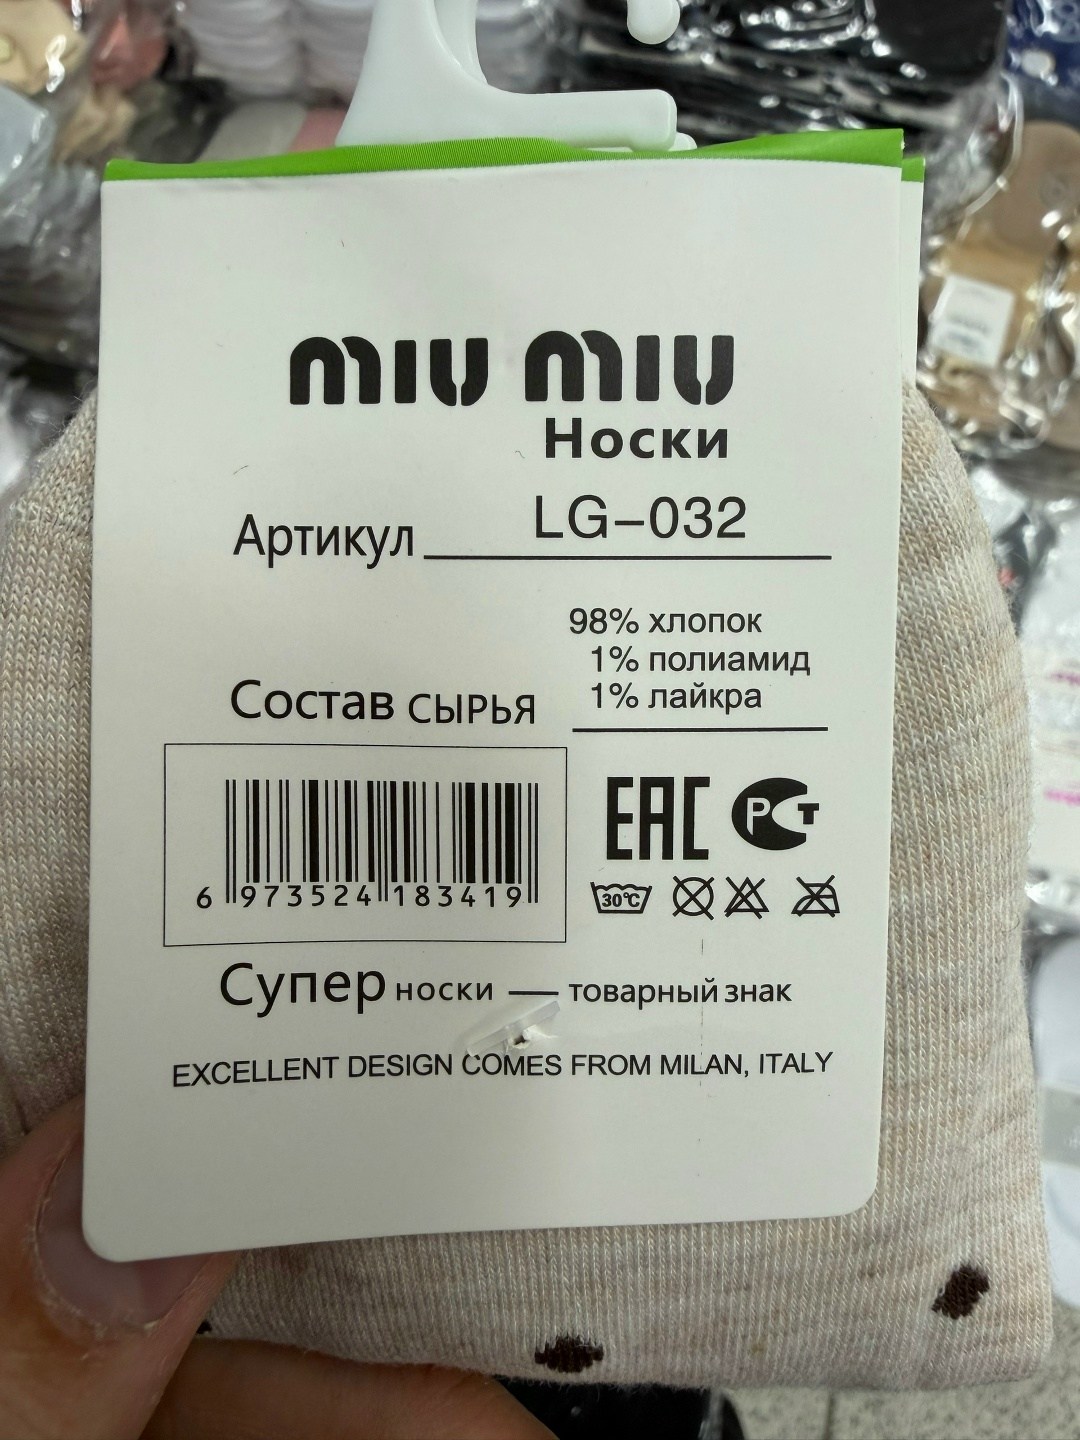 miu miu
Носки
Артикул LG-032
98% хлопок
1% полиамид
Состав сырья 1% лайкра
EAC РСТ
6 973524 183419
30°C
Супер носки — товарный знак
EXCELLENT DESIGN COMES FROM MILAN, ITALY